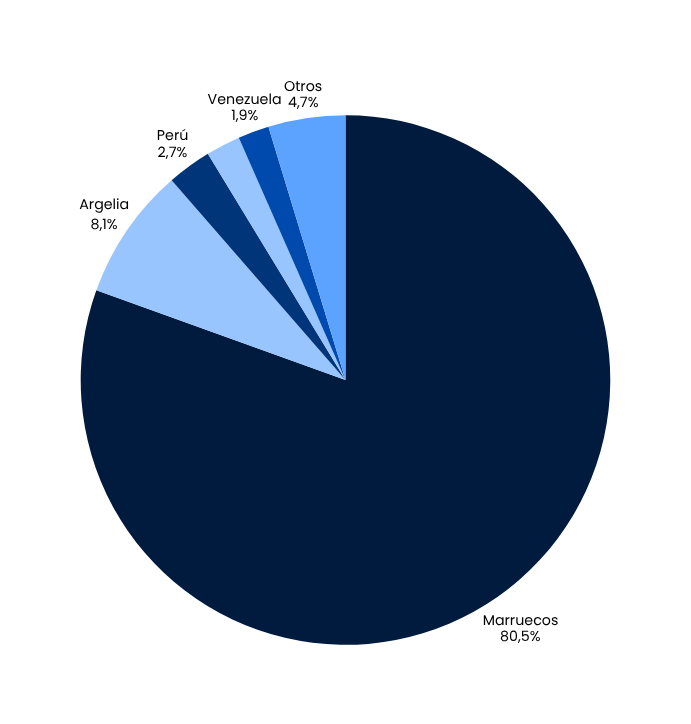 Otros
4,7%
Venezuela
1,9%
Perú
2,7%
Argelia
8,1%
Marruecos
80,5%